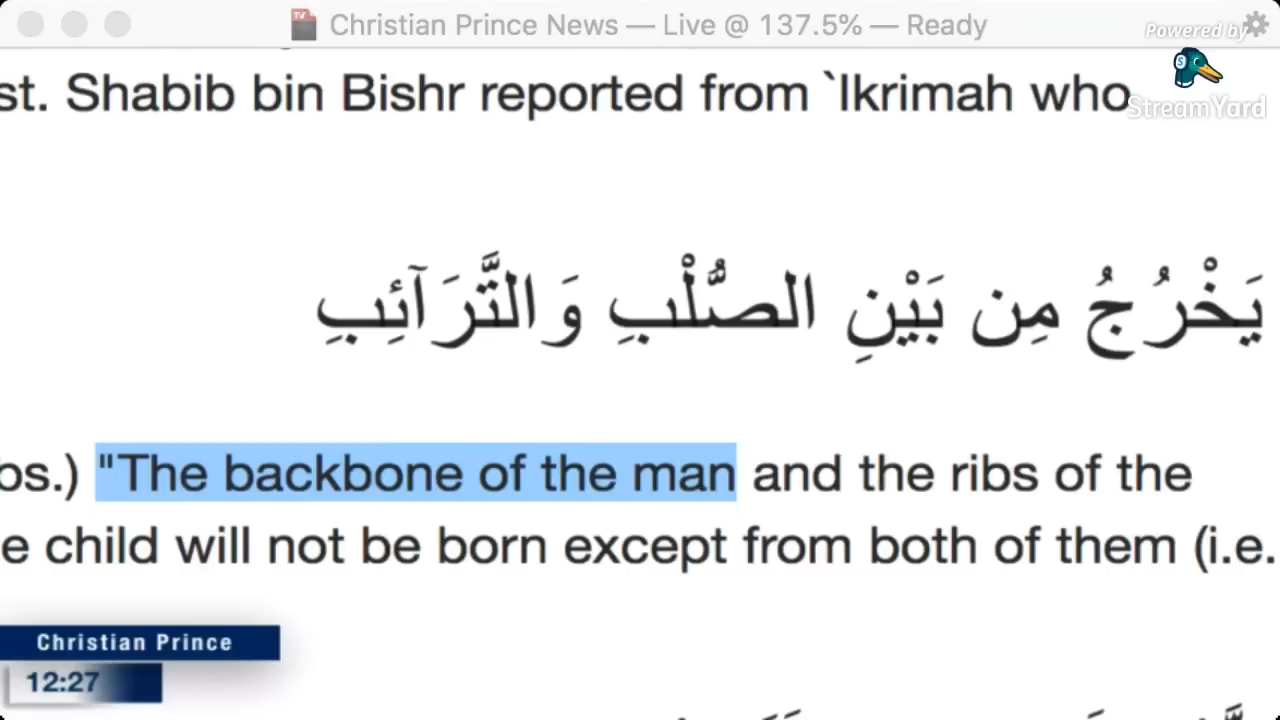 Christian Prince News — Live @ 137.5% — Ready
Powered by
StreamYard
st. Shabib bin Bishr reported from `Ikrimah who
يَخْرُجُ مِن بَيْنِ الصُّلْبِ وَالتَّرَآئِبِ
bs.) "The backbone of the man and the ribs of the
e child will not be born except from both of them (i.e.
Christian Prince
12:27